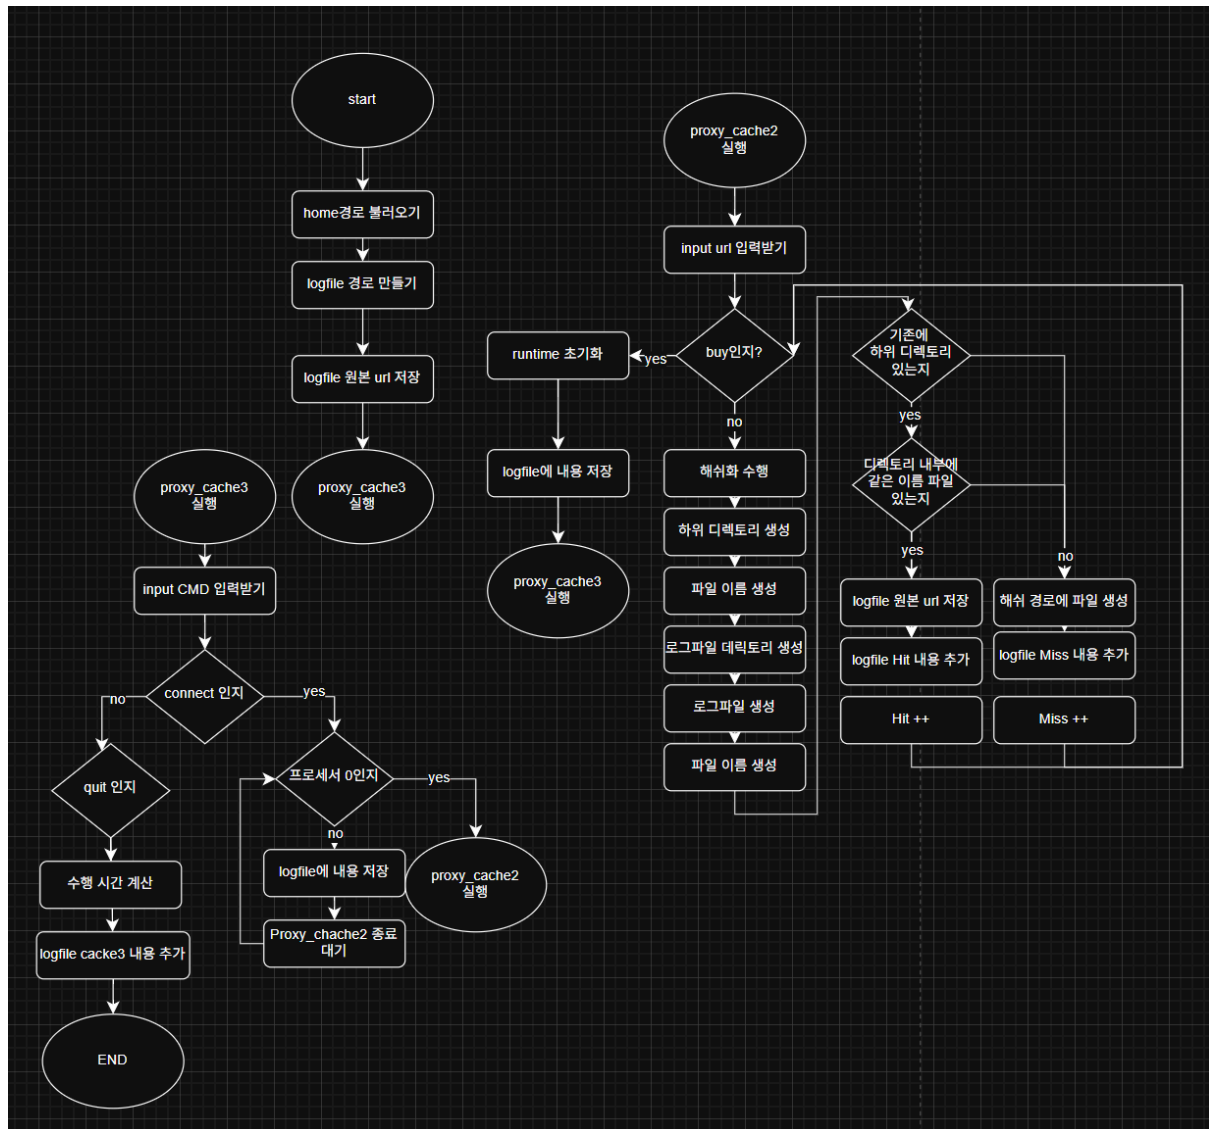 start
home경로 불러오기
logfile 경로 만들기
logfile 원본 url 저장
proxy_cache3
실행
proxy_cache3
실행
input CMD 입력받기
connect 인지
no
yes
quit 인지
수행 시간 계산
logfile cacke3 내용 추가
END
프로세서 0인지
yes
no
logfile에 내용 저장
Proxy_chache2 종료
대기
proxy_cache2
실행
proxy_cache2
실행
input url 입력받기
buy인지?
yes
runtime 초기화
logfile에 내용 저장
proxy_cache3
실행
no
해쉬화 수행
하위 디렉토리 생성
파일 이름 생성
로그파일 데릭토리 생성
로그파일 생성
파일 이름 생성
기존에
하위 디렉토리
있는지
yes
디렉토리 내부에
같은 이름 파일
있는지
yes
no
logfile 원본 url 저장
logfile Hit 내용 추가
Hit ++
해쉬 경로에 파일 생성
logfile Miss 내용 추가
Miss ++